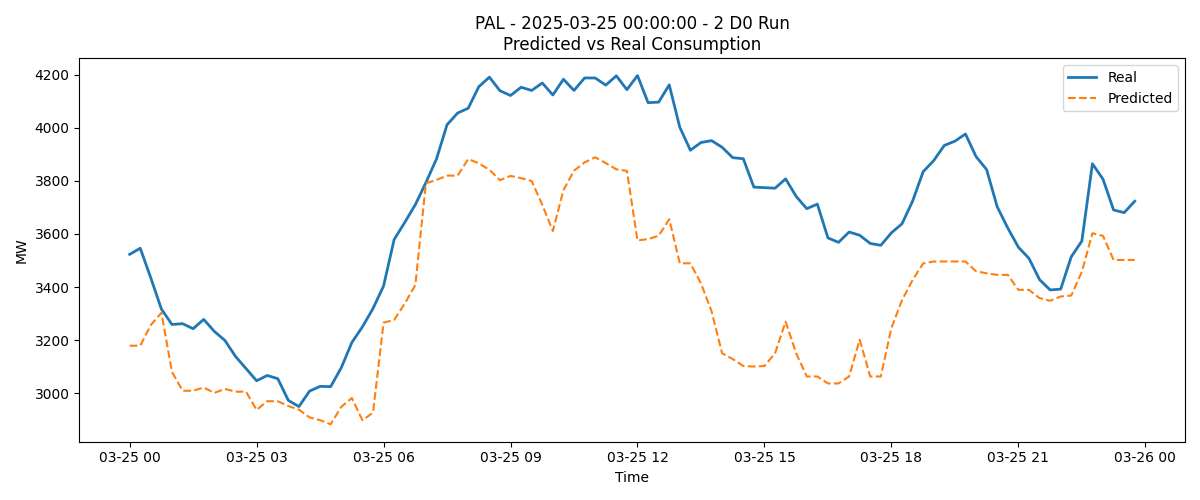 PAL - 2025-03-25 00:00:00 - 2 D0 Run
Predicted vs Real Consumption
Real
Predicted
4200
4000
3800
3600
3400
3200
3000
MW
03-25 00
03-25 03
03-25 06
03-25 09
03-25 12
03-25 15
03-25 18
03-25 21
03-26 00
Time